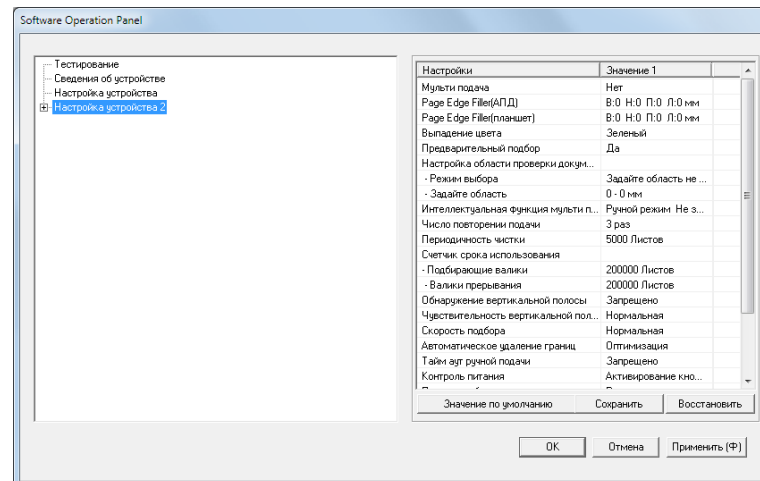 Software Operation Panel
Тестирование
Сведения об устройстве
Настройка устройства
Настройка устройства 2
Настройки Значение 1
Мульти подача Нет
Page Edge Filler(АПД) В:0 Н:0 П:0 Л:0 мм
Page Edge Filler(планшет) В:0 Н:0 П:0 Л:0 мм
Выпадение цвета Зеленый
Предварительный подбор Да
Настройка области проверки докум...
- Режим выбора Задайте область не ...
- Задайте область 0 - 0 мм
Интеллектуальная функция мульти п... Ручной режим Не з...
Число повторении подачи 3 раз
Периодичность чистки 5000 Листов
Счетчик срока использования
- Подбирающие валики 200000 Листов
- Валики прерывания 200000 Листов
Обнаружение вертикальной полосы Запрещено
Чувствительность вертикальной пол... Нормальная
Скорость подбора Нормальная
Автоматическое удаление границ Оптимизация
Тайм аут ручной подачи Запрещено
Контроль питания Активирование кно...
Значение по умолчанию Сохранить Восстановить
OK Отмена Применить (Ф)